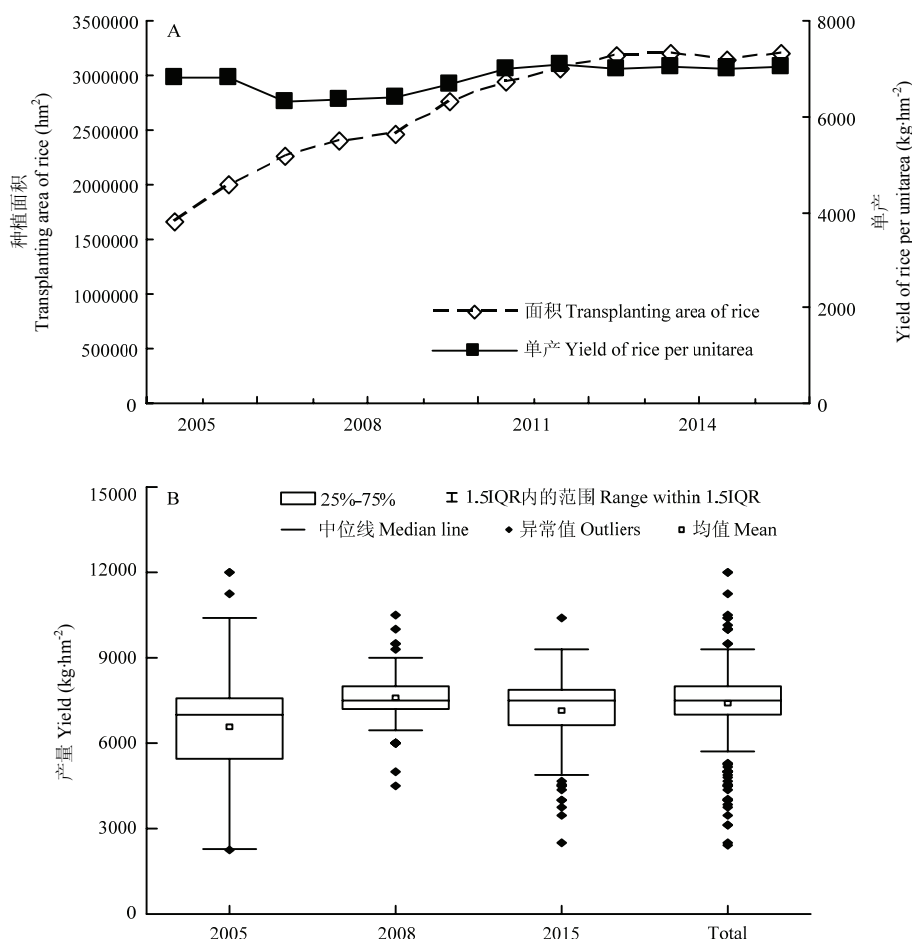 A
3500000
3000000
2500000
2000000
1500000
1000000
500000
0
8000
6000
4000
2000
0
种植面积
Transplanting area of rice (hm²)
单产
Yield of rice per unitarea (kg·hm⁻²)
面积 Transplanting area of rice
单产 Yield of rice per unitarea
2005 2008 2011 2014
B
15000
12000
9000
6000
3000
0
产量 Yield (kg·hm⁻²)
25%-75% 1.5IQR内的范围 Range within 1.5IQR
中位线 Median line 异常值 Outliers 均值 Mean
2005 2008 2015 Total